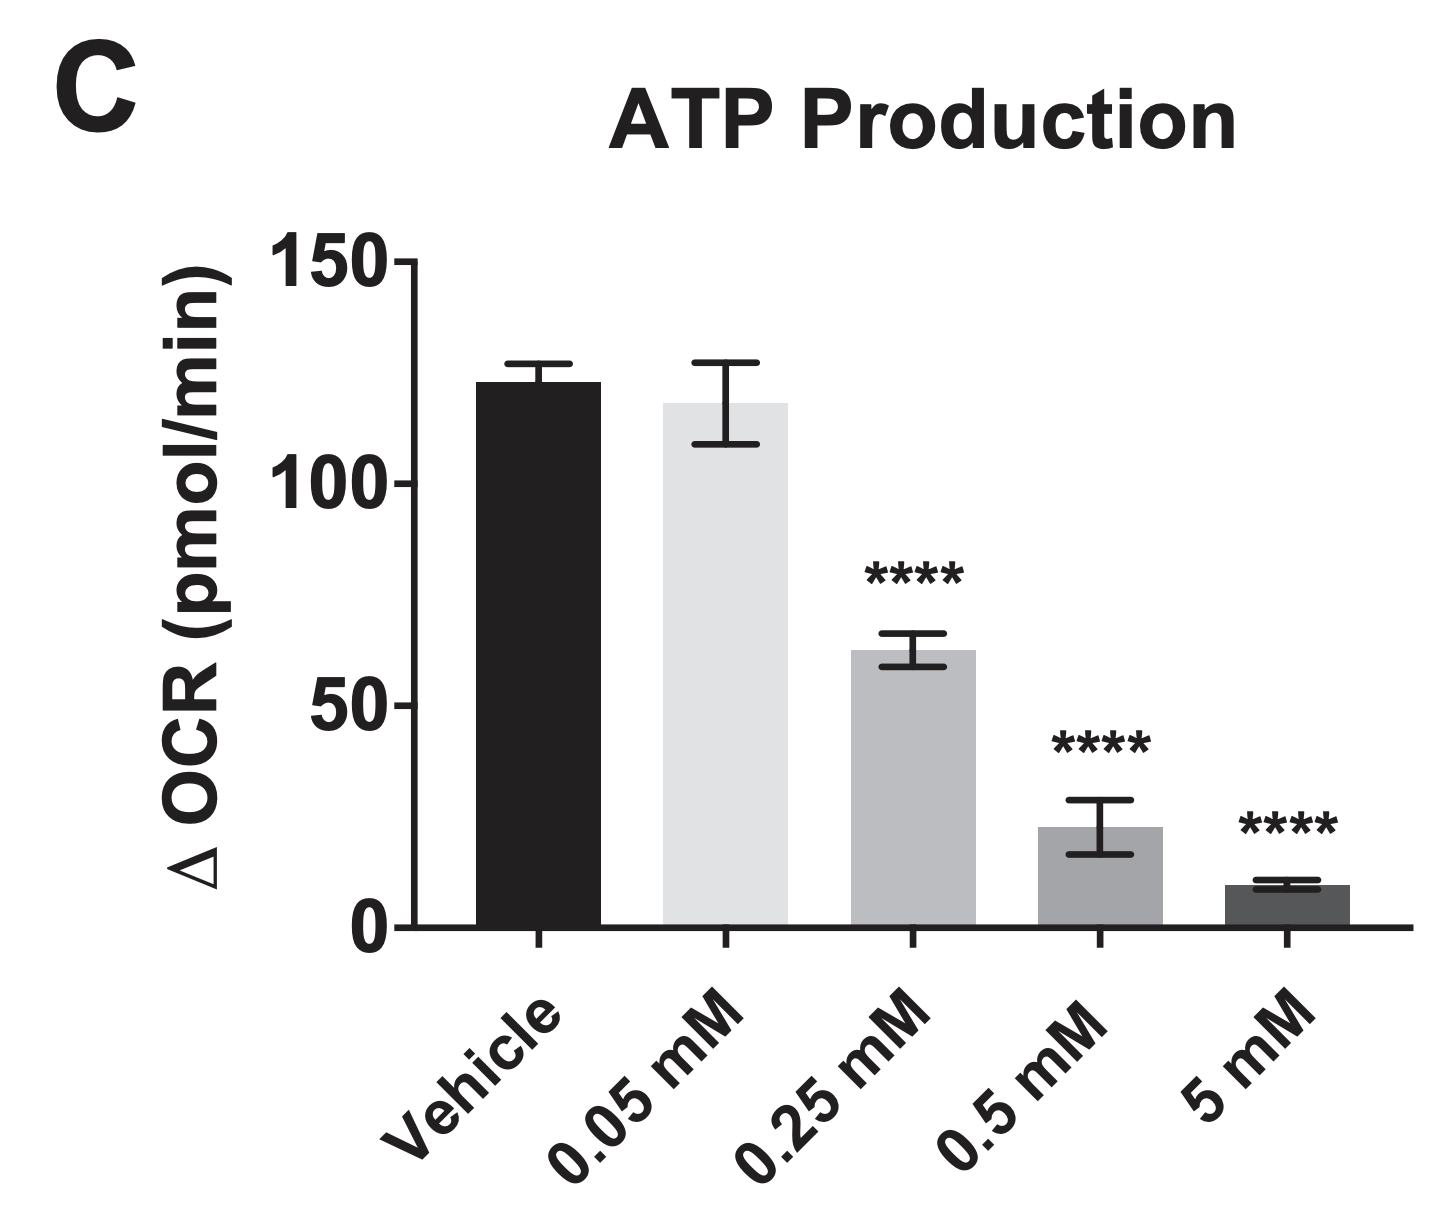 C
ATP Production
Δ OCR (pmol/min)
150
100
50
0
****
****
****
Vehicle
0.05 mM
0.25 mM
0.5 mM
5 mM